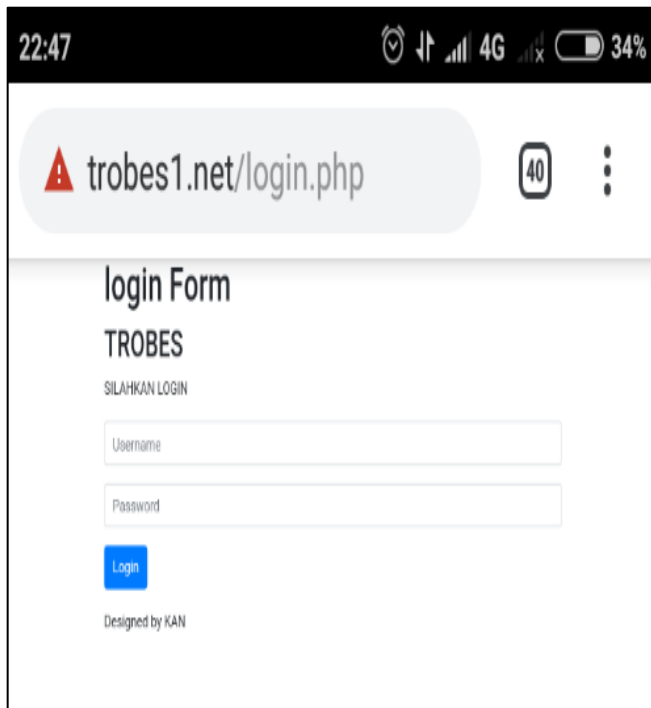 22:47 4G 34%
trobes1.net/login.php 40
login Form
TROBES
SILAHKAN LOGIN
Username
Password
Login
Designed by KAN